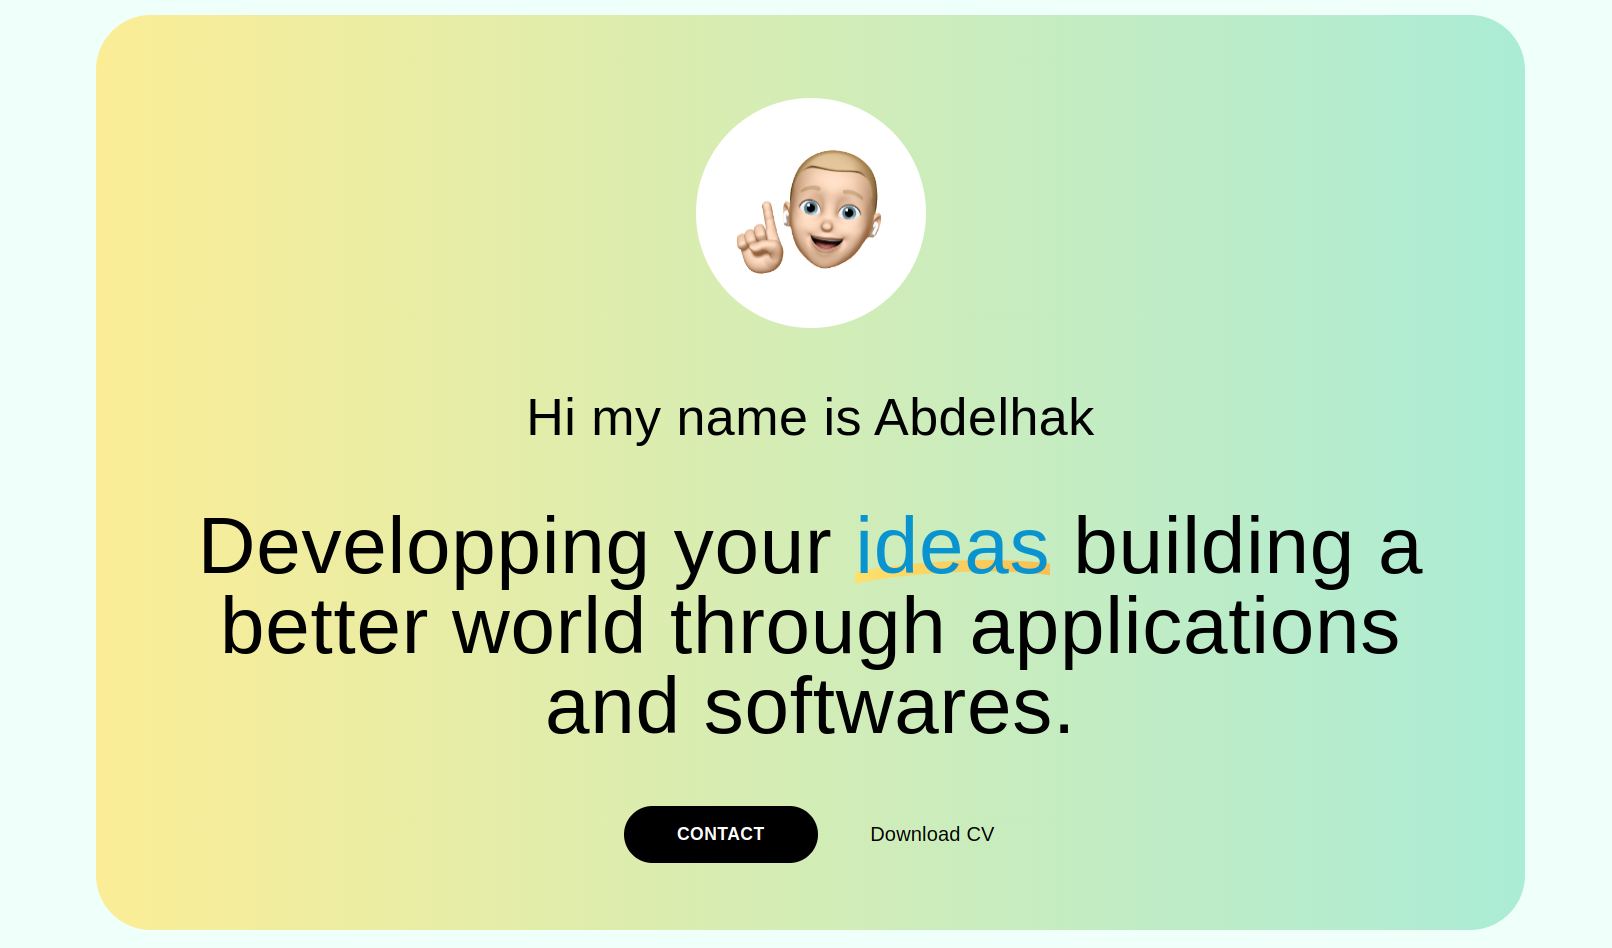 Hi my name is Abdelhak
Developping your ideas building a
better world through applications
and softwares.
CONTACT
Download CV